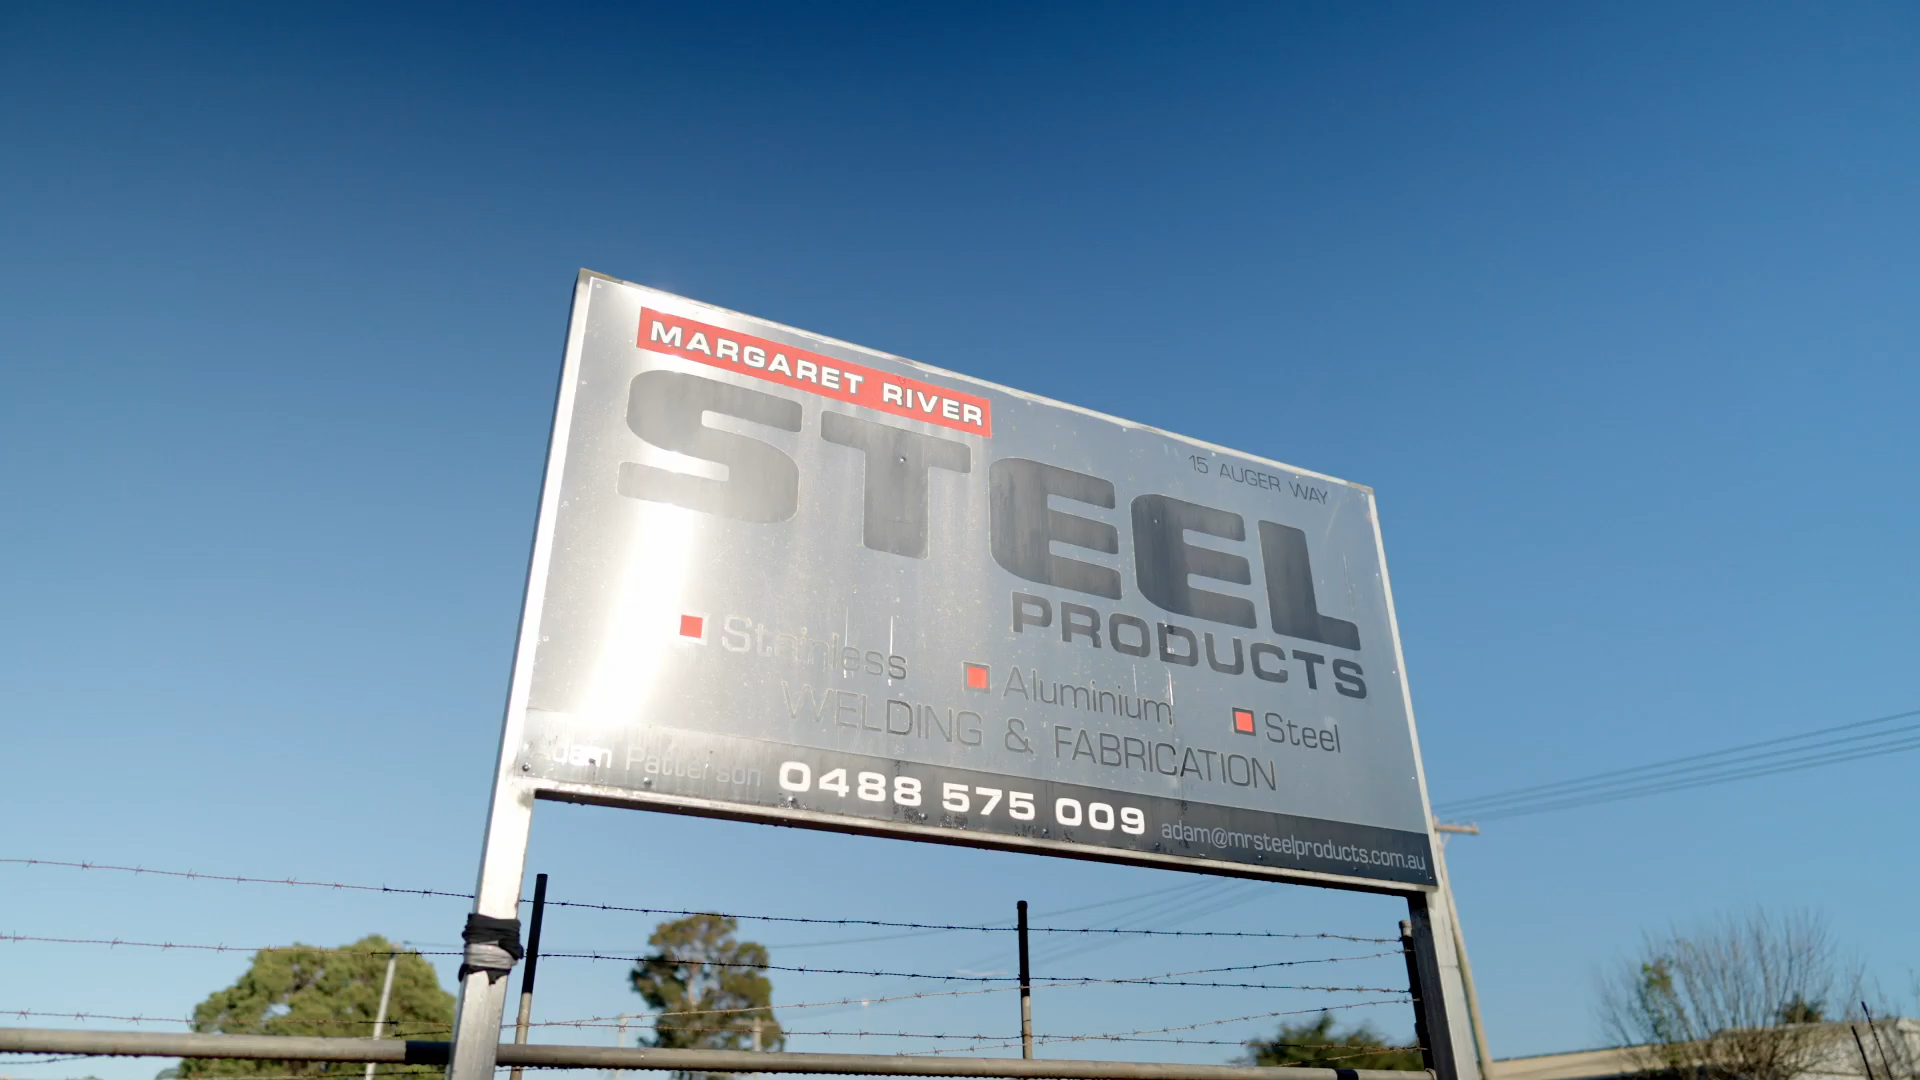 MARGARET RIVER
STEEL
15 AUGER WAY
PRODUCTS
Stainless
Aluminium
Steel
WELDING & FABRICATION
Adam Patterson 0488 575 009 adam@mrsteelproducts.com.au